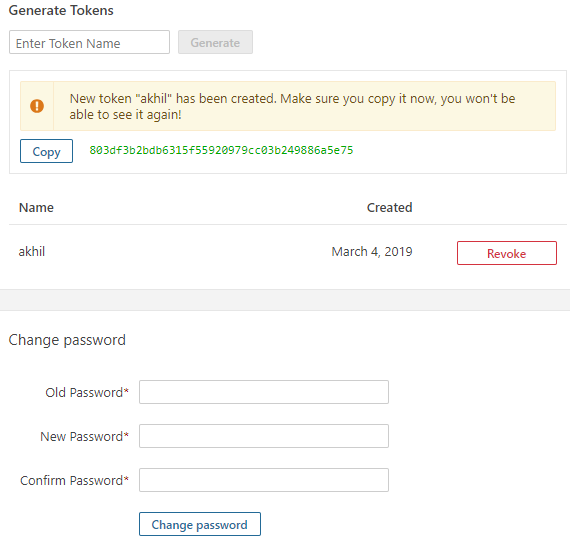 Generate Tokens
Enter Token Name
Generate
New token "akhil" has been created. Make sure you copy it now, you won't be
able to see it again!
Copy
803df3b2bdb6315f55920979cc03b249886a5e75
Name
Created
akhil
March 4, 2019
Revoke
Change password
Old Password*
New Password*
Confirm Password*
Change password